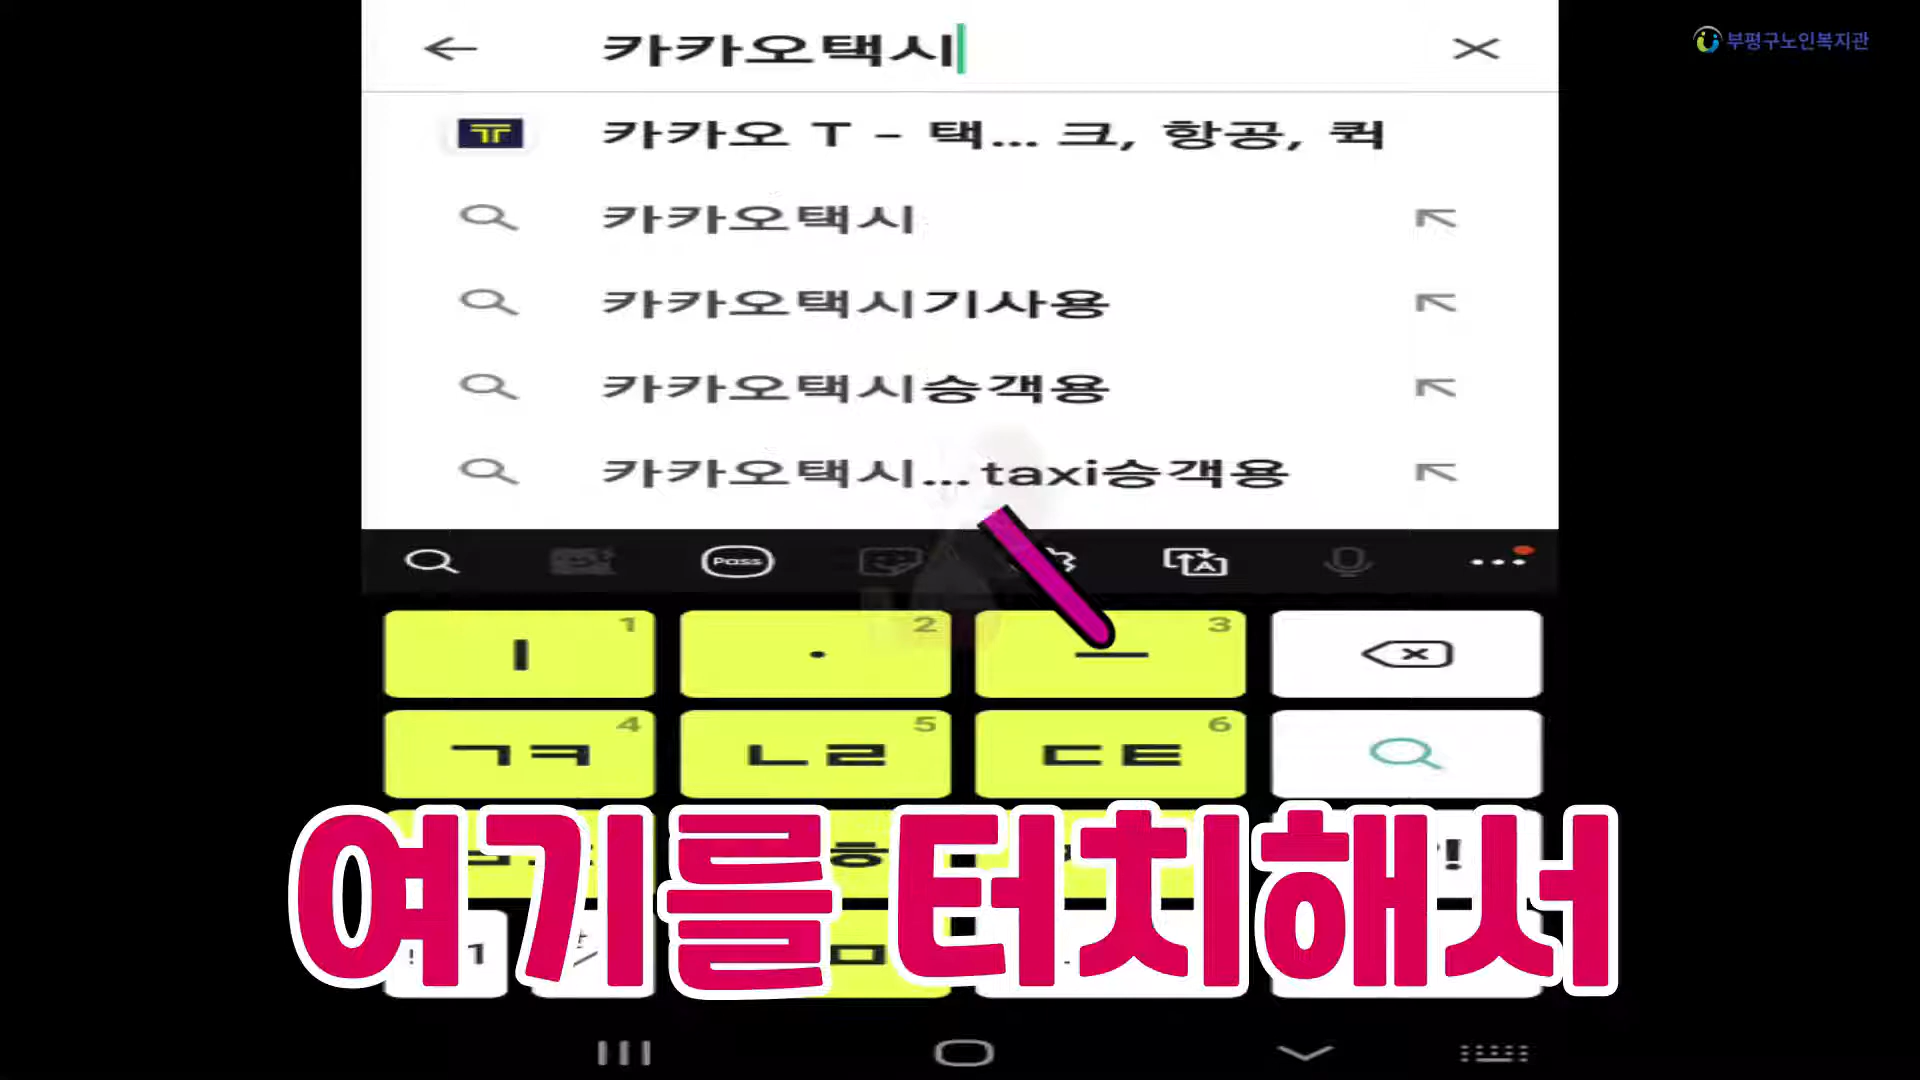 카카오택시
부평구노인복지관
카카오 T - 택... 크, 항공, 퀵
카카오택시
카카오택시기사용
카카오택시승객용
카카오택시...taxi승객용
Pass
A
ㅣ 1
· 2
ㅡ 3
ㄱㅋ 4
ㄴㄹ 5
ㄷㅌ 6
여기를 터치해서